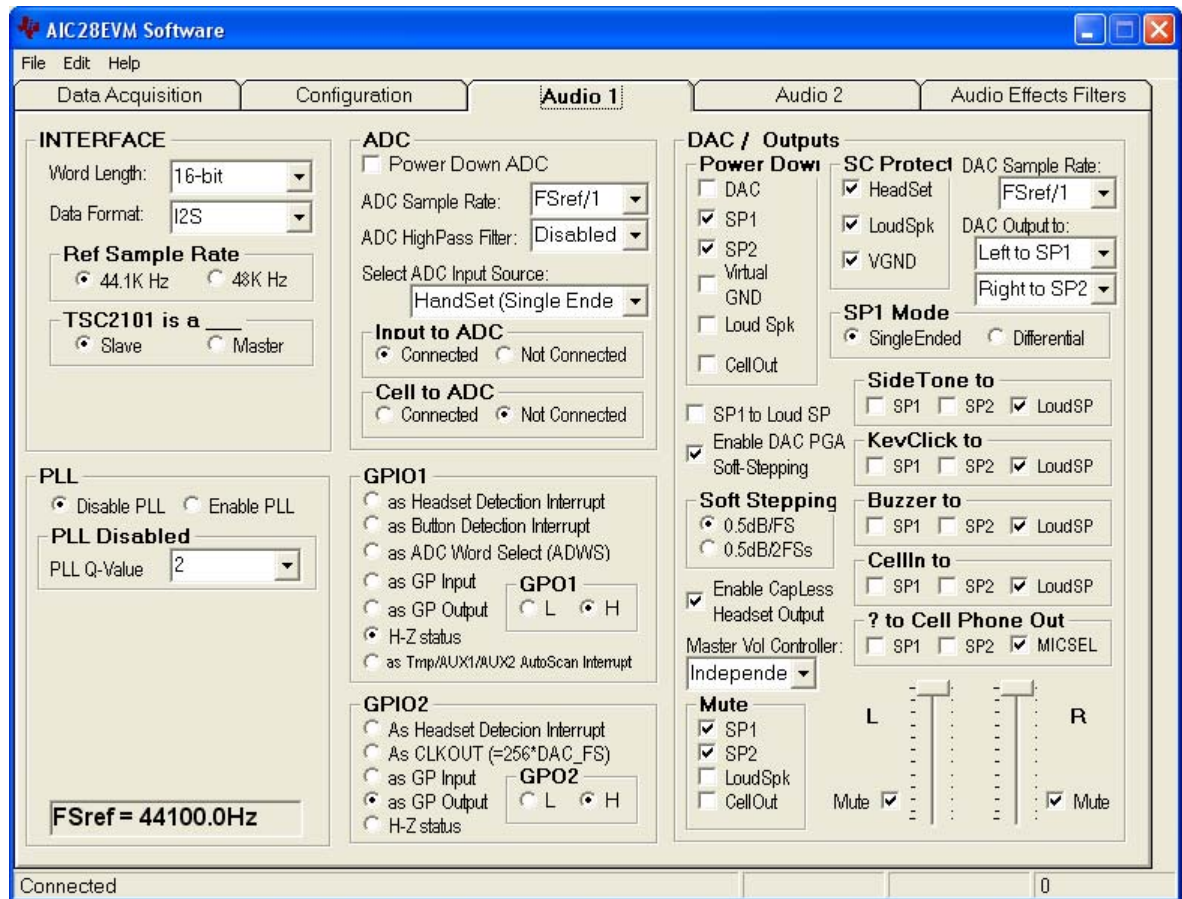 AIC28EVM Software
File Edit Help
Data Acquisition Configuration Audio 1 Audio 2 Audio Effects Filters
INTERFACE
Word Length: 16-bit
Data Format: I2S
Ref Sample Rate
44.1K Hz 48K Hz
TSC2101 is a ___
Slave Master
PLL
Disable PLL Enable PLL
PLL Disabled
PLL Q-Value 2
FSref = 44100.0Hz
ADC
Power Down ADC
ADC Sample Rate: FSref/1
ADC HighPass Filter: Disabled
Select ADC Input Source:
HandSet (Single Ende
Input to ADC
Connected Not Connected
Cell to ADC
Connected Not Connected
GPIO1
as Headset Detection Interrupt
as Button Detection Interrupt
as ADC Word Select (ADWS)
as GP Input
as GP Output
GPO1
L H
H-Z status
as Tmp/AUX1/AUX2 AutoScan Interrupt
GPIO2
As Headset Detecion Interrupt
As CLKOUT (=256*DAC_FS)
as GP Input
as GP Output
GPO2
L H
H-Z status
DAC / Outputs
Power Down
DAC
SP1
SP2
Virtual
GND
Loud Spk
CellOut
SC Protect
HeadSet
LoudSpk
VGND
DAC Sample Rate:
FSref/1
DAC Output to:
Left to SP1
Right to SP2
SP1 Mode
SingleEnded Differential
SP1 to Loud SP
Enable DAC PGA
Soft-Stepping
Soft Stepping
0.5dB/FS
0.5dB/2FSs
Enable CapLess
Headset Output
Master Vol Controller:
Independe
Mute
SP1
SP2
LoudSpk
CellOut
SideTone to
SP1 SP2 LoudSP
KeyClick to
SP1 SP2 LoudSP
Buzzer to
SP1 SP2 LoudSP
CellIn to
SP1 SP2 LoudSP
? to Cell Phone Out
SP1 SP2 MICSEL
L R
Mute Mute
Connected 0